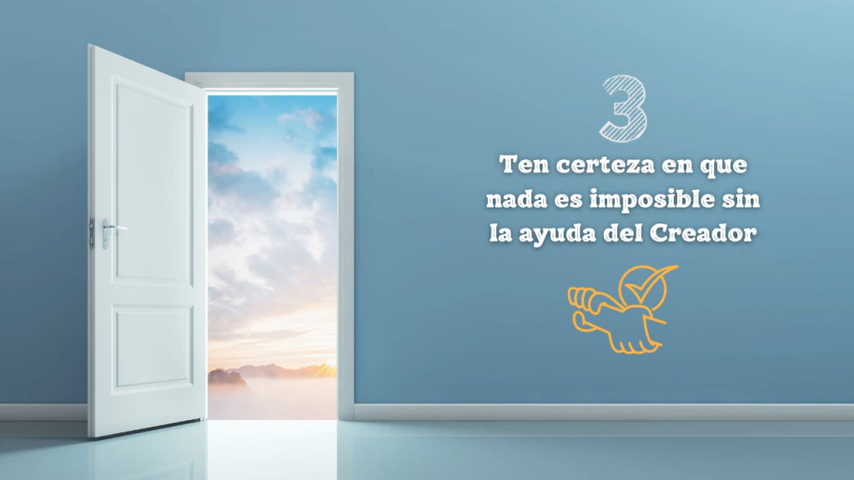 3
Ten certeza en que
nada es imposible sin
la ayuda del Creador